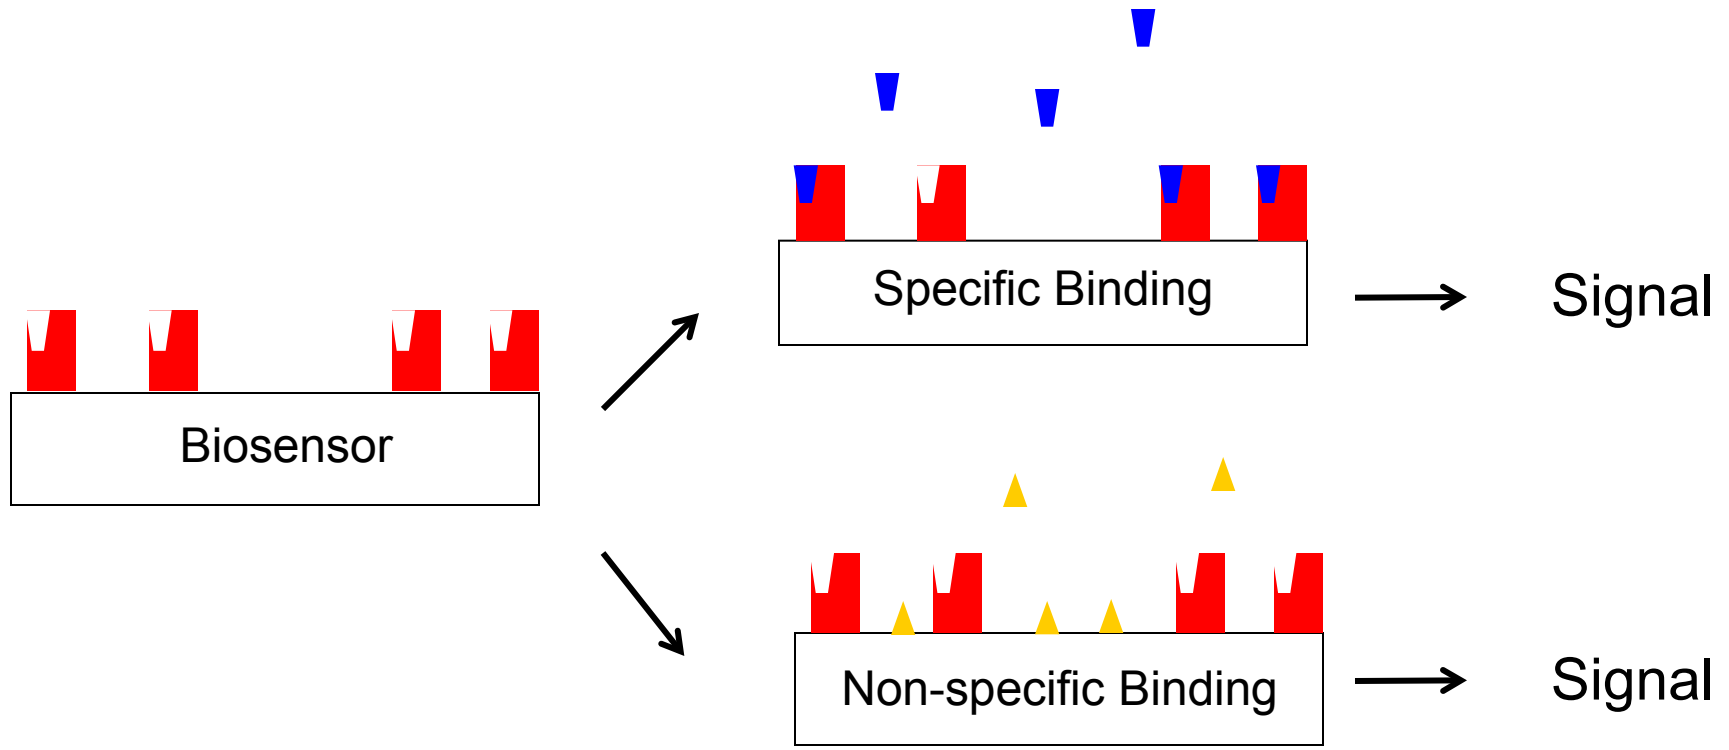 Biosensor
Specific Binding
Signal
Non-specific Binding
Signal